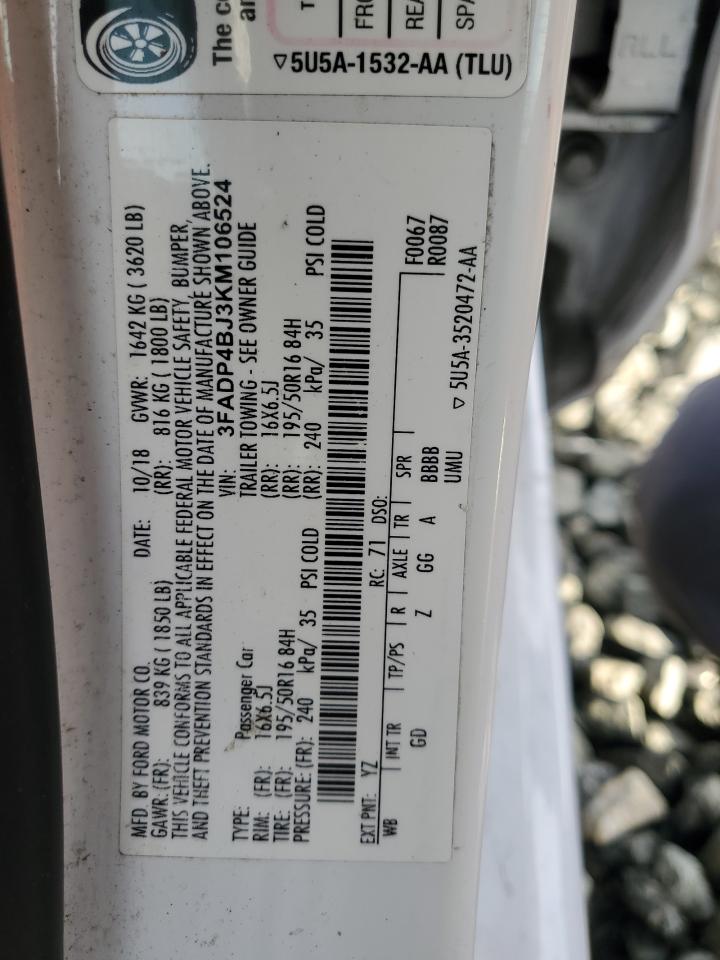 The co
an
T
FRO
REA
SPA
▽5U5A-1532-AA (TLU)
MFD. BY FORD MOTOR CO. DATE: 10/18 GVWR: 1642 KG ( 3620 LB)
GAWR: (FR): 839 KG ( 1850 LB) (RR): 816 KG ( 1800 LB)
THIS VEHICLE CONFORMS TO ALL APPLICABLE FEDERAL MOTOR VEHICLE SAFETY, BUMPER,
AND THEFT PREVENTION STANDARDS IN EFFECT ON THE DATE OF MANUFACTURE SHOWN ABOVE.
VIN: 3FADP4BJ3KM106524
TYPE: Passenger Car TRAILER TOWING - SEE OWNER GUIDE
RIM: (FR): 16X6.5J (RR): 16X6.5J
TIRE: (FR): 195/50R16 84H (RR): 195/50R16 84H
PRESSURE: (FR): 240 kPa/ 35 PSI COLD (RR): 240 kPa/ 35 PSI COLD
EXT PNT: YZ RC: 71 DSO: F0067
WB INT TR TP/PS R AXLE TR SPR R0087
GD Z GG A BBBB
UMU ▽ 5U5A-3520472-AA